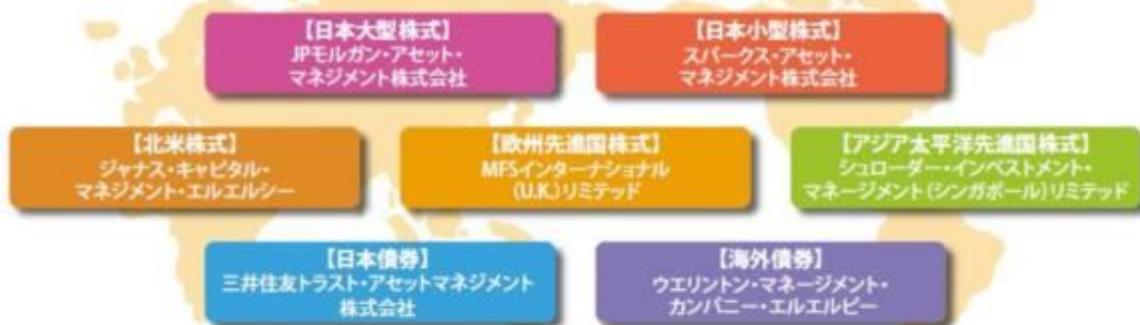 【日本大型株式】
JPモルガン・アセット・
マネジメント株式会社
【日本小型株式】
スパークス・アセット・
マネジメント株式会社
【北米株式】
ジャナス・キャピタル・
マネジメント・エルエルシー
【欧州先進国株式】
MFSインターナショナル
(U.K.)リミテッド
【アジア太平洋先進国株式】
シュローダー・インベストメント・
マネージメント(シンガポール)リミテッド
【日本債券】
三井住友トラスト・アセットマネジメント
株式会社
【海外債券】
ウエリントン・マネージメント・
カンパニー・エルエルピー